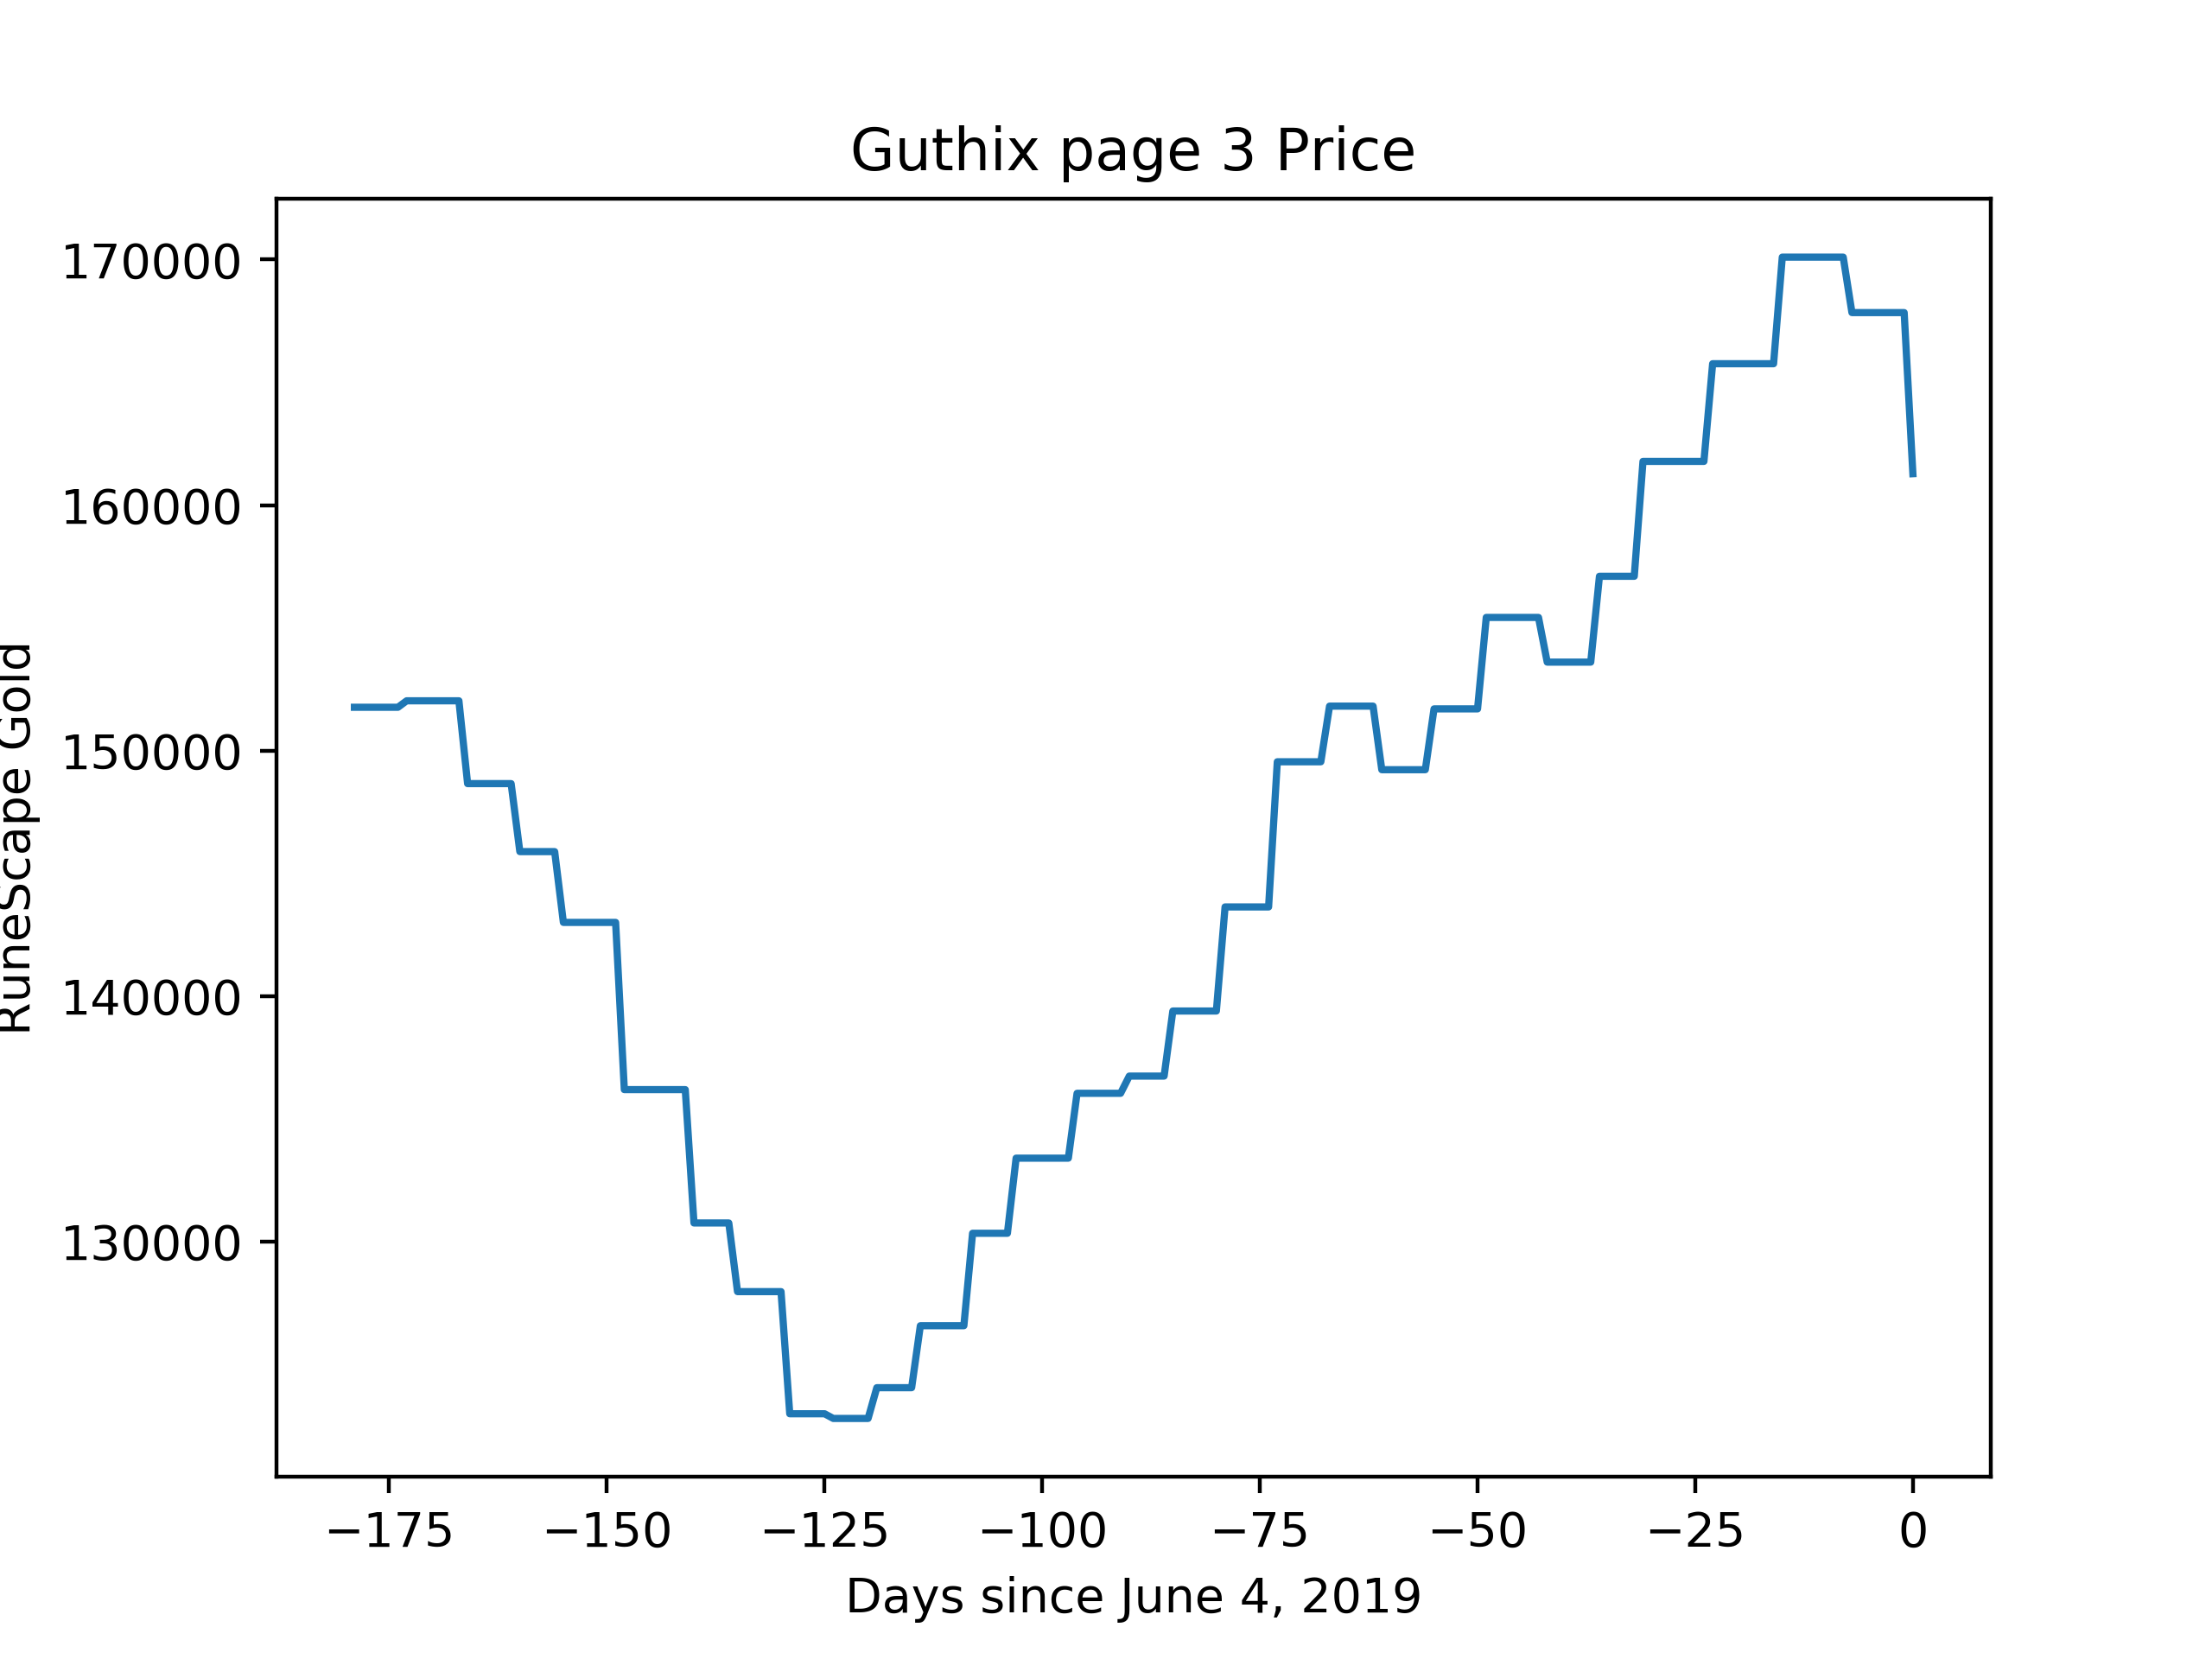 Guthix page 3 Price
170000
160000
150000
140000
130000
RuneScape Gold
−175 −150 −125 −100 −75 −50 −25 0
Days since June 4, 2019